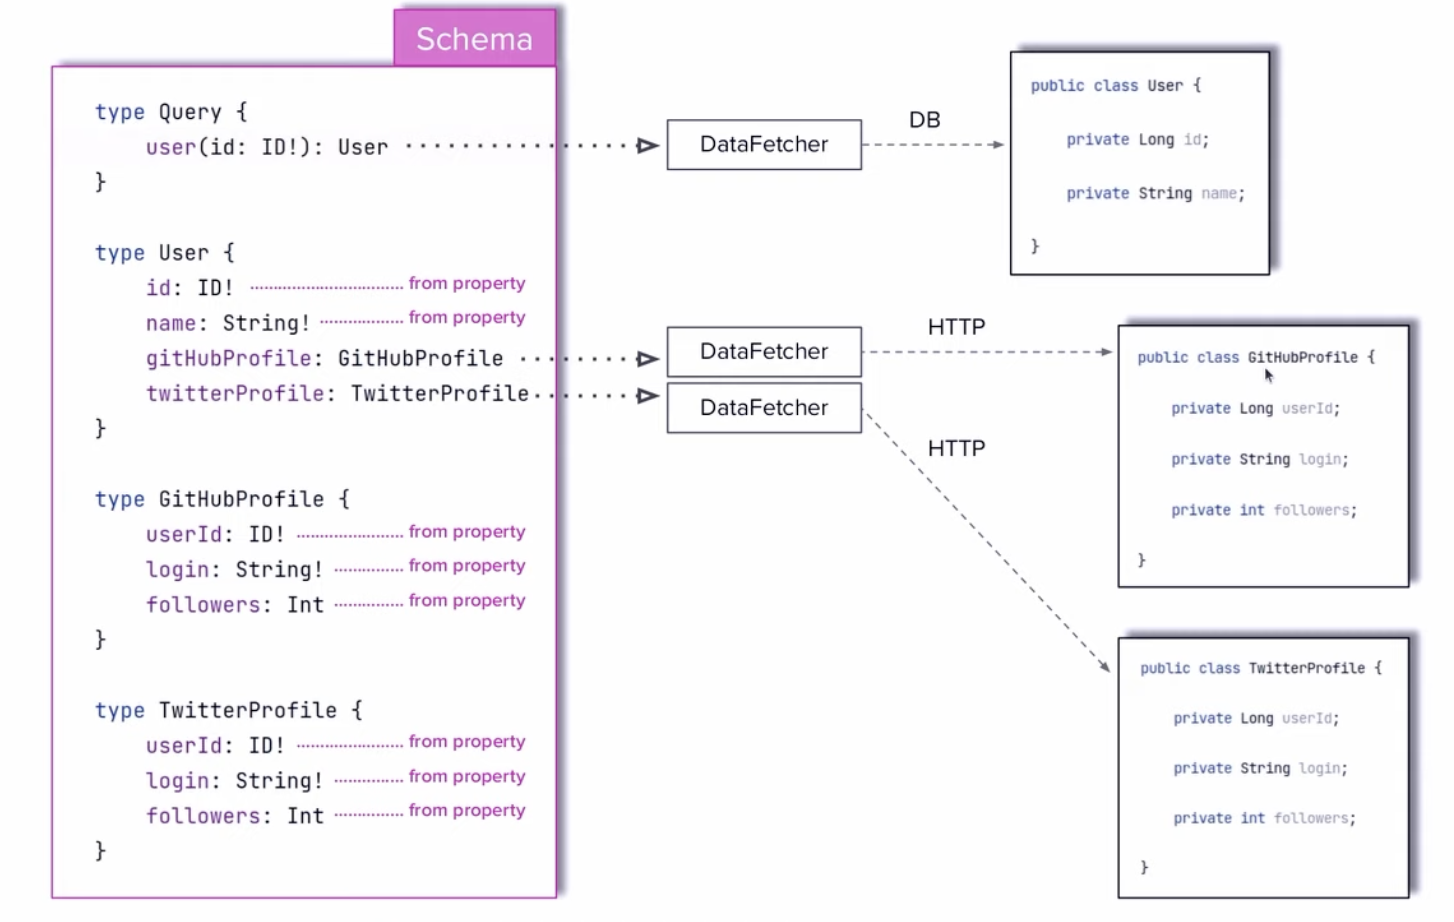 Schema
type Query {
user(id: ID!): User
}
type User {
id: ID! from property
name: String! from property
gitHubProfile: GitHubProfile
twitterProfile: TwitterProfile
}
type GitHubProfile {
userId: ID! from property
login: String! from property
followers: Int from property
}
type TwitterProfile {
userId: ID! from property
login: String! from property
followers: Int from property
}
DataFetcher
DB
public class User {
private Long id;
private String name;
}
DataFetcher
HTTP
DataFetcher
HTTP
public class GitHubProfile {
private Long userId;
private String login;
private int followers;
}
public class TwitterProfile {
private Long userId;
private String login;
private int followers;
}